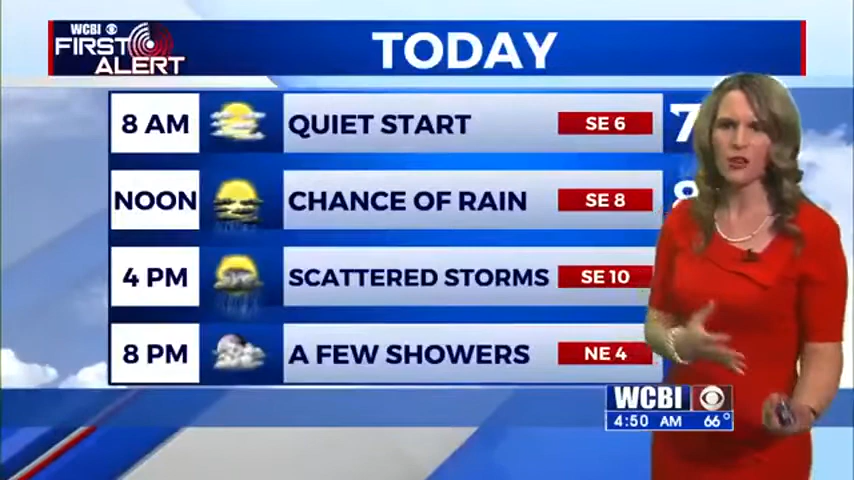 WCBI
FIRST
ALERT
TODAY
8 AM QUIET START SE 6
NOON CHANCE OF RAIN SE 8
4 PM SCATTERED STORMS SE 10
8 PM A FEW SHOWERS NE 4
WCBI
4:50 AM 66°